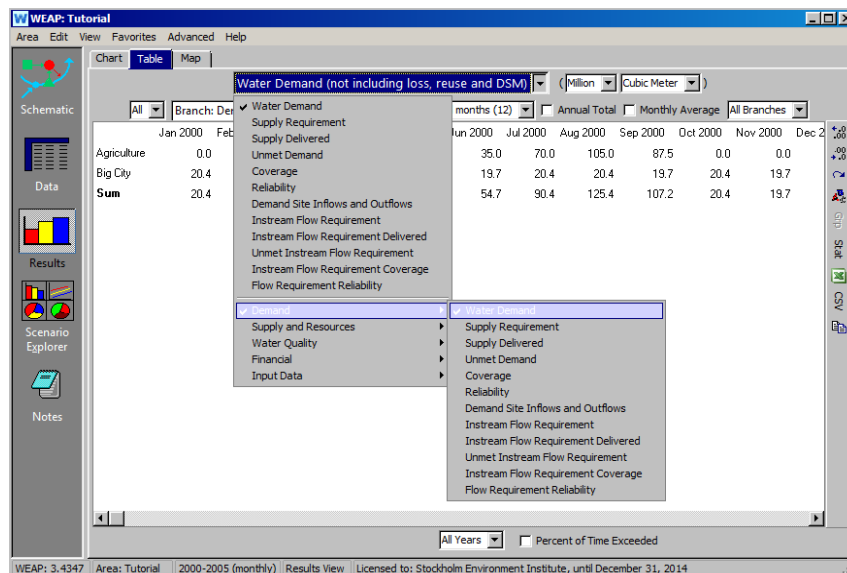 WEAP: Tutorial
Area Edit View Favorites Advanced Help
Chart Table Map
Water Demand (not including loss, reuse and DSM) ( Million Cubic Meter )
All Branch: Der months (12) Annual Total Monthly Average All Branches
Jan 2000 Feb Jun 2000 Jul 2000 Aug 2000 Sep 2000 Oct 2000 Nov 2000 Dec 2
Agriculture 0.0 35.0 70.0 105.0 87.5 0.0 0.0
Big City 20.4 19.7 20.4 20.4 19.7 20.4 19.7
Sum 20.4 54.7 90.4 125.4 107.2 20.4 19.7
Water Demand
Supply Requirement
Supply Delivered
Unmet Demand
Coverage
Reliability
Demand Site Inflows and Outflows
Instream Flow Requirement
Instream Flow Requirement Delivered
Unmet Instream Flow Requirement
Instream Flow Requirement Coverage
Flow Requirement Reliability
Demand
Supply and Resources
Water Quality
Financial
Input Data
Water Demand
Supply Requirement
Supply Delivered
Unmet Demand
Coverage
Reliability
Demand Site Inflows and Outflows
Instream Flow Requirement
Instream Flow Requirement Delivered
Unmet Instream Flow Requirement
Instream Flow Requirement Coverage
Flow Requirement Reliability
Schematic
Data
Results
Scenario
Explorer
Notes
Grp
Stat
CSV
All Years Percent of Time Exceeded
WEAP: 3.4347 Area: Tutorial 2000-2005 (monthly) Results View Licensed to: Stockholm Environment Institute, until December 31, 2014